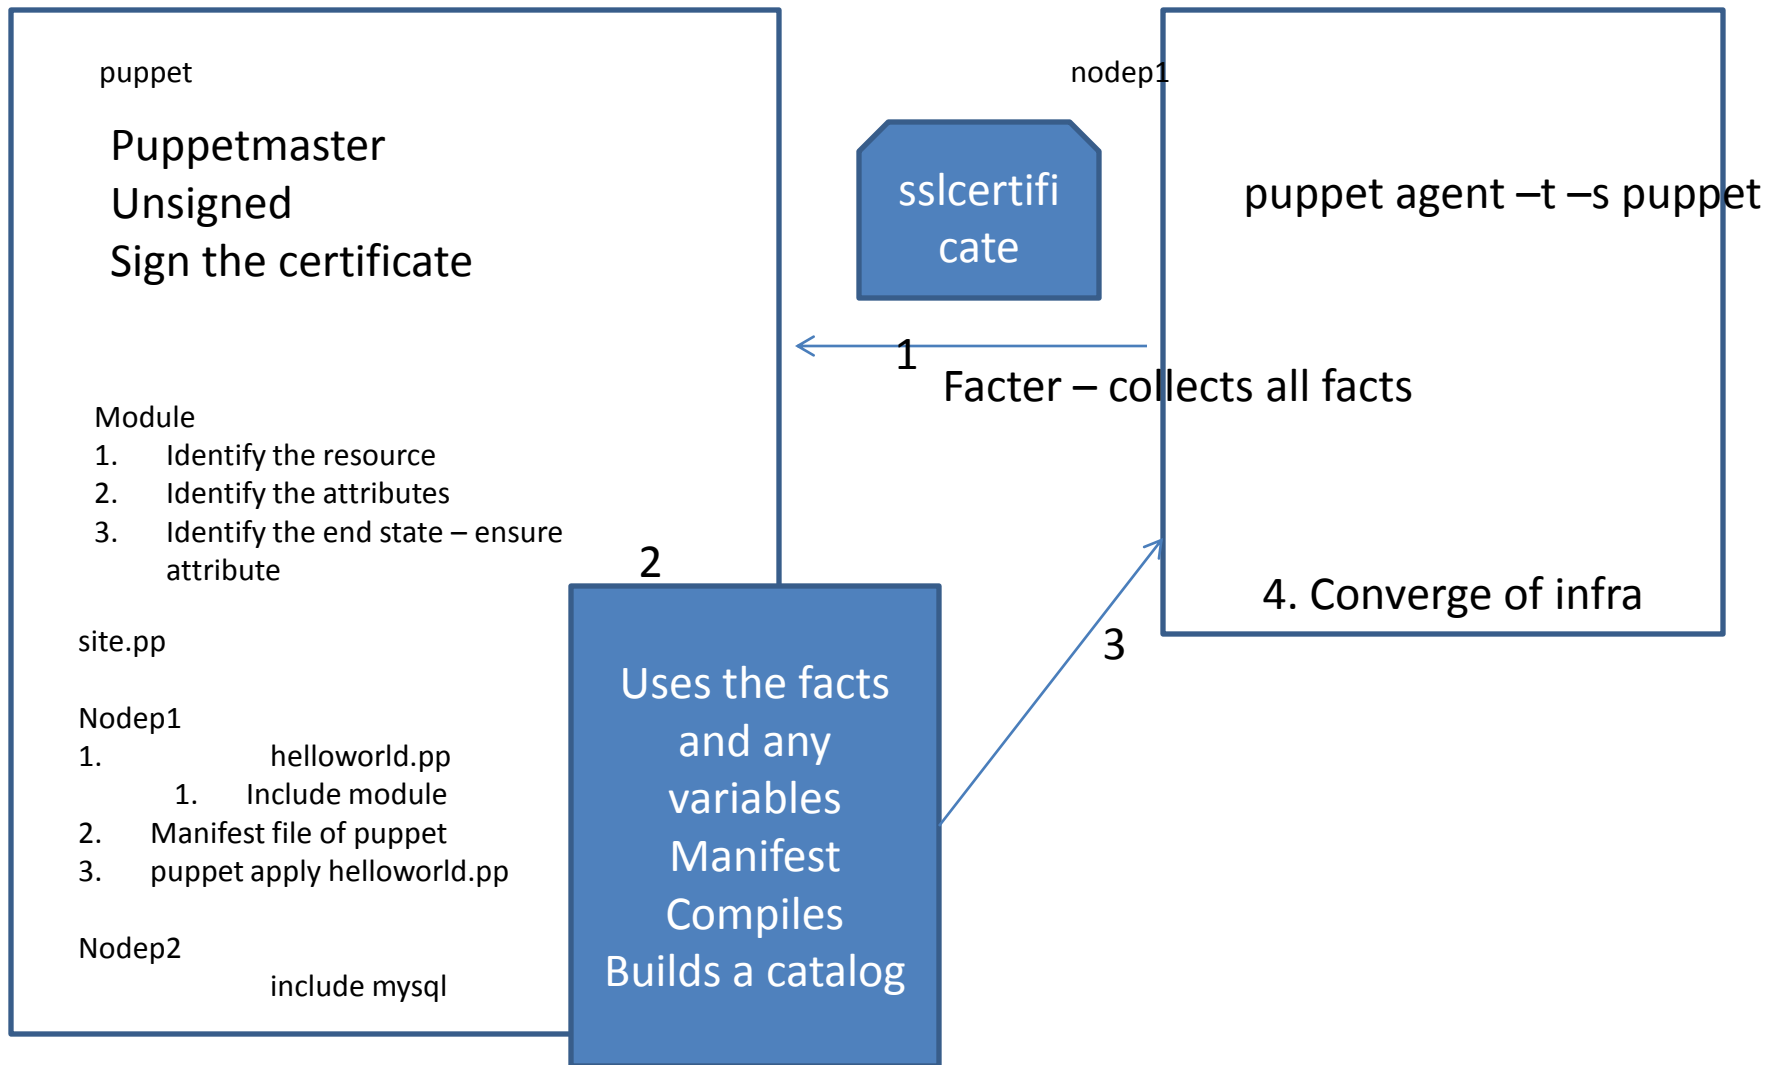 puppet
Puppetmaster
Unsigned
Sign the certificate
Module
1. Identify the resource
2. Identify the attributes
3. Identify the end state – ensure
attribute
site.pp
Nodep1
1. helloworld.pp
1. Include module
2. Manifest file of puppet
3. puppet apply helloworld.pp
Nodep2
include mysql
2
Uses the facts
and any
variables
Manifest
Compiles
Builds a catalog
sslcertifi
cate
1
Facter – collects all facts
3
nodep1
puppet agent –t –s puppet
4. Converge of infra